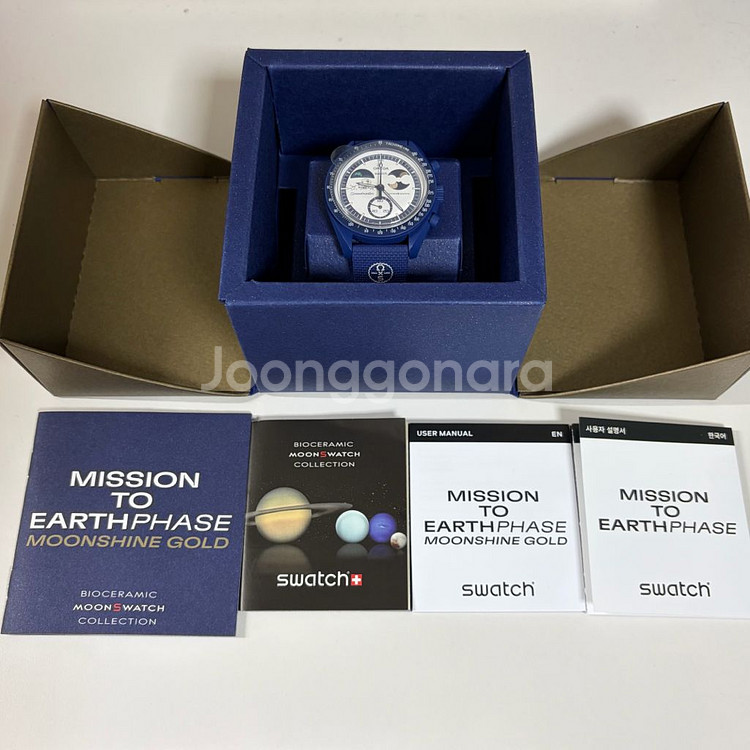 Joonggonara
MISSION
TO
EARTHPHASE
MOONSHINE GOLD
BIOCERAMIC
MOONSWATCH
COLLECTION
BIOCERAMIC
MOONSWATCH
COLLECTION
swatch
USER MANUAL EN
MISSION
TO
EARTHPHASE
MOONSHINE GOLD
swatch
사용자 설명서 한국어
MISSION
TO
EARTHPHASE
swatch